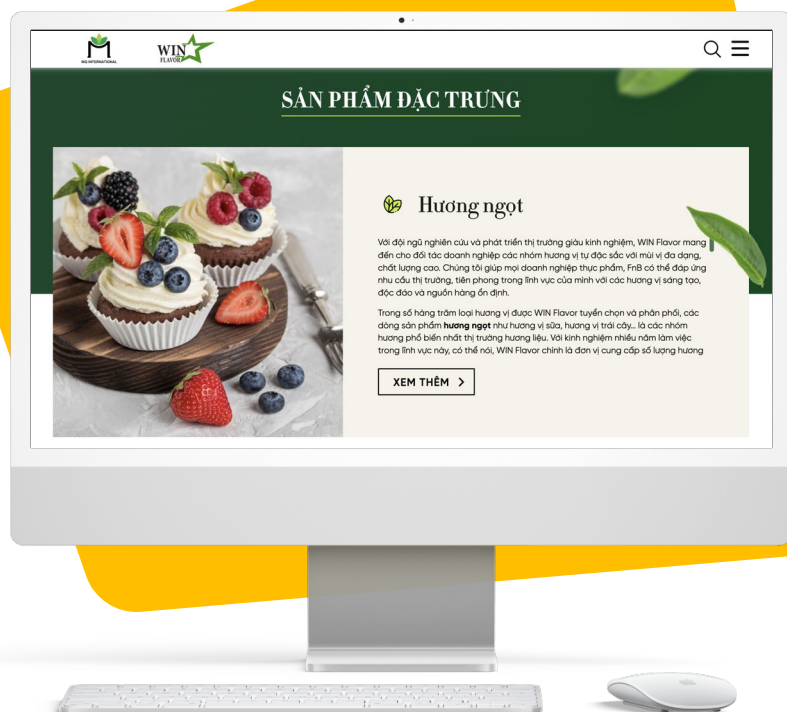 MQ INTERNATIONAL
WIN
FLAVOR
SẢN PHẨM ĐẶC TRƯNG
Hương ngọt
Với đội ngũ nghiên cứu và phát triển thị trường giàu kinh nghiệm, WIN Flavor mang
đến cho đối tác doanh nghiệp các nhóm hương vị tự đặc sắc với mùi vị đa dạng,
chất lượng cao. Chúng tôi giúp mọi doanh nghiệp thực phẩm, FnB có thể đáp ứng
nhu cầu thị trường, tiên phong trong lĩnh vực của mình với các hương vị sáng tạo,
độc đáo và nguồn hàng ổn định.
Trong số hàng trăm loại hương vị được WIN Flavor tuyển chọn và phân phối, các
dòng sản phẩm hương ngọt như hương vị sữa, hương vị trái cây... là các nhóm
hương phổ biến nhất thị trường hương liệu. Với kinh nghiệm nhiều năm làm việc
trong lĩnh vực này, có thể nói, WIN Flavor chính là đơn vị cung cấp số lượng hương
XEM THÊM >